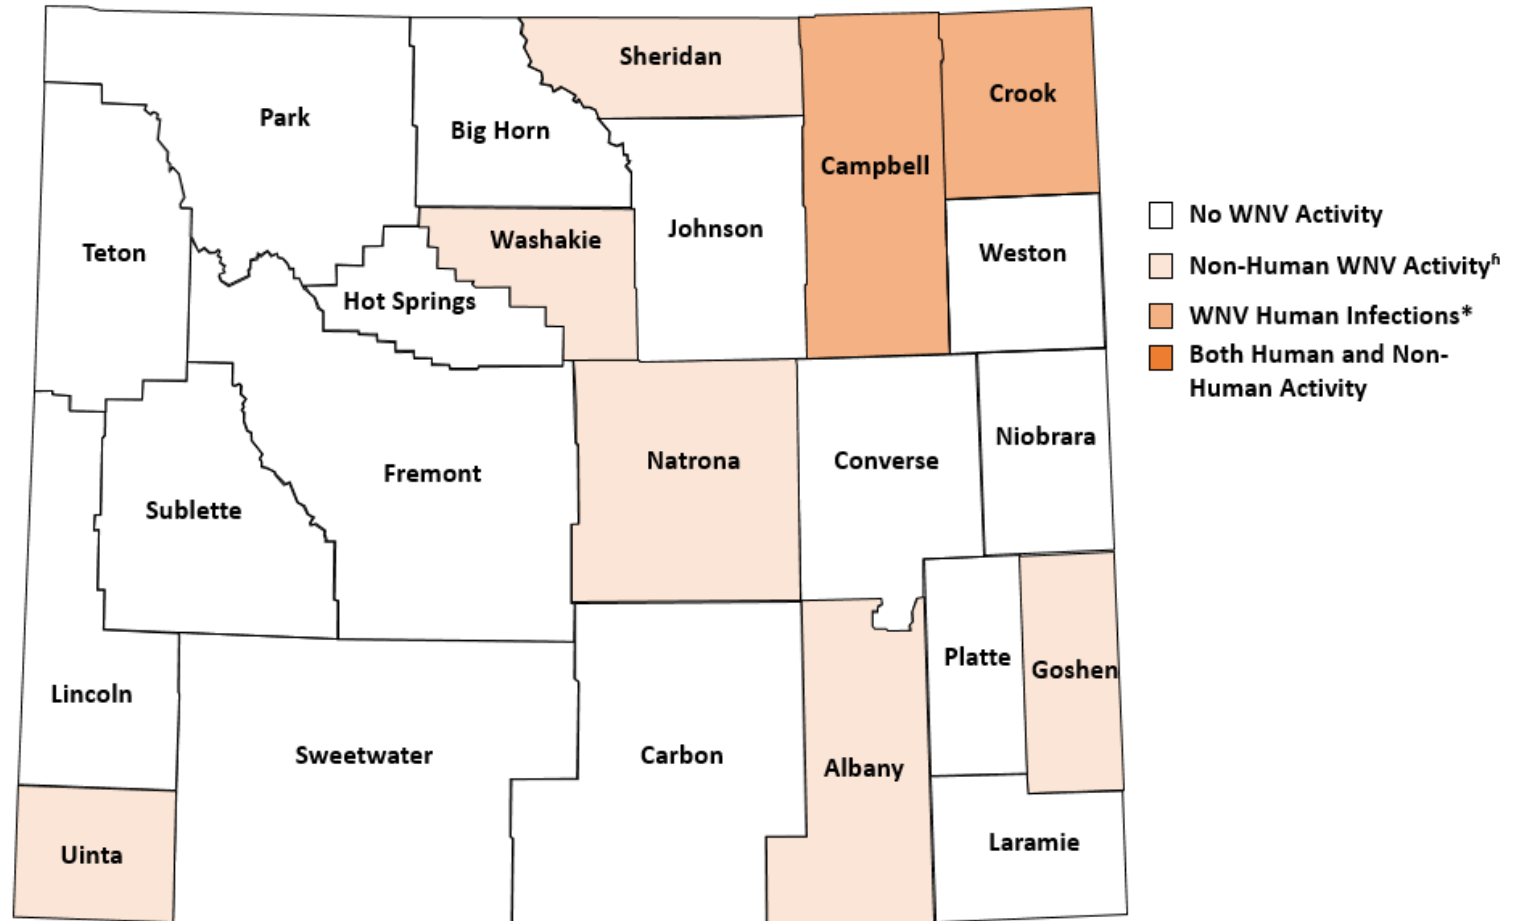 Sheridan
Crook
Park
Big Horn
Campbell
Johnson
Washakie
Teton
Weston
Hot Springs
Niobrara
Natrona
Converse
Fremont
Sublette
Platte
Goshen
Lincoln
Sweetwater
Carbon
Albany
Laramie
Uinta
No WNV Activity
Non-Human WNV Activityʱ
WNV Human Infections*
Both Human and Non-
Human Activity